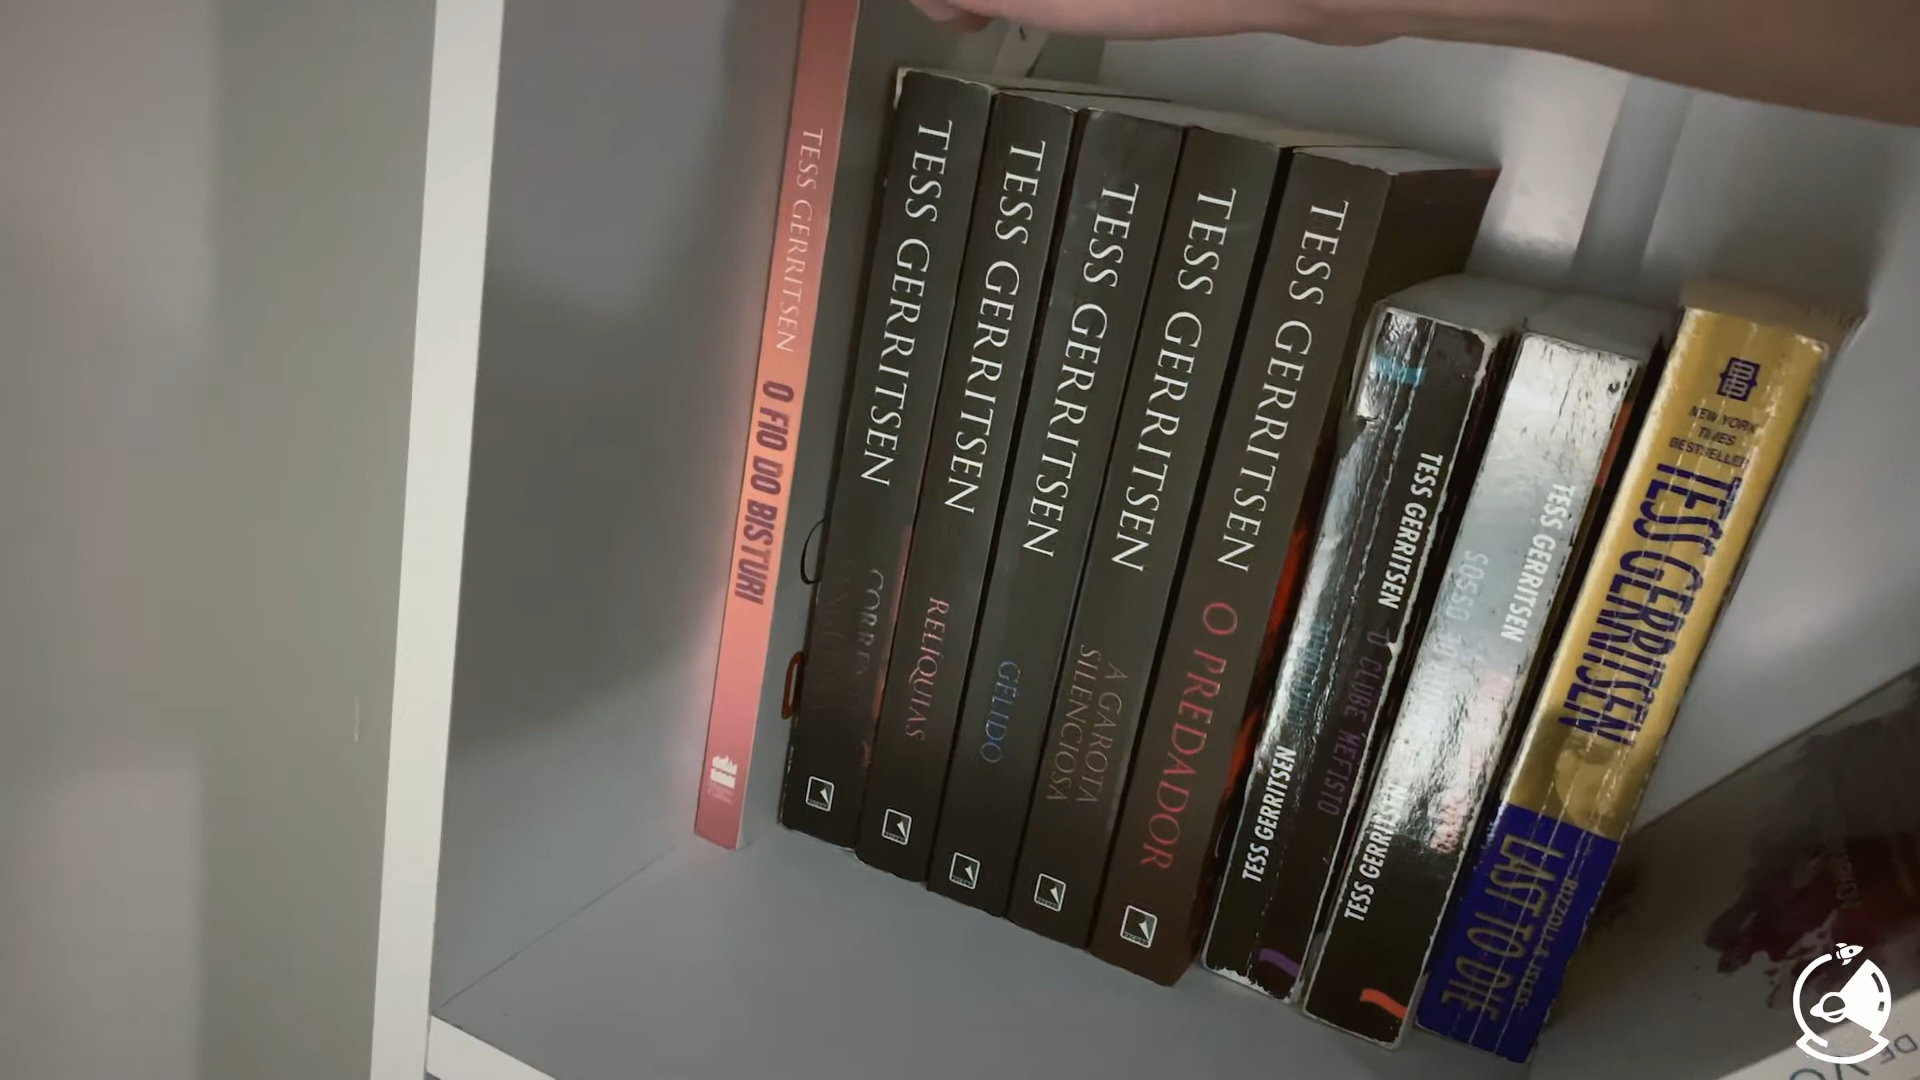 TESS GERRITSEN O FIO DO BISTURI
TESS GERRITSEN
TESS GERRITSEN RELÍQUIAS
TESS GERRITSEN GÉLIDO
TESS GERRITSEN A GAROTA
SILENCIOSA
TESS GERRITSEN O PREDADOR
TESS GERRITSEN
TESS GERRITSEN O CLUBE MEFISTO
TESS GERRITSEN
TESS GERRITSEN
NEW YORK
TIMES
BESTSELLER
TESS GERRITSEN
LAST TO DIE
RIZZOLI & ISLES